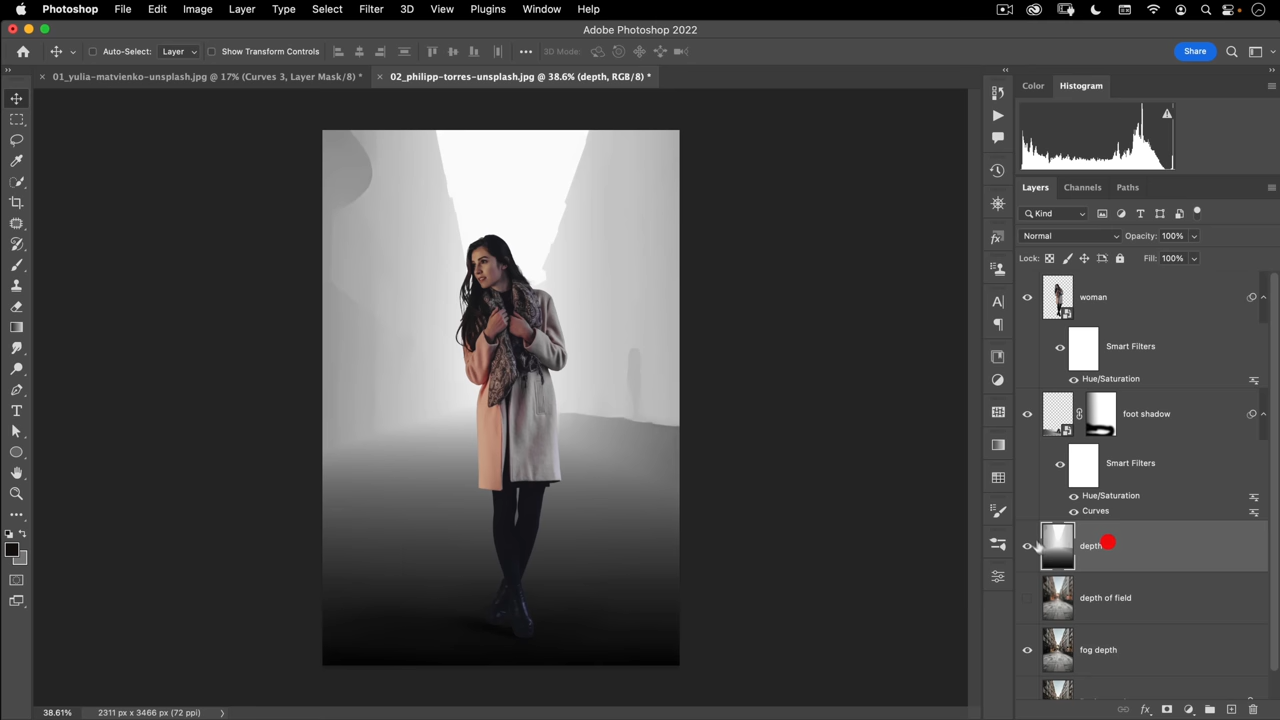 Photoshop File Edit Image Layer Type Select Filter 3D View Plugins Window Help
Adobe Photoshop 2022
Auto-Select: Layer Show Transform Controls 3D Mode: Share
01_yulia-matvienko-unsplash.jpg @ 17% (Curves 3, Layer Mask/8) * 02_philipp-torres-unsplash.jpg @ 38.6% (depth, RGB/8) *
Color Histogram
Layers Channels Paths
Kind
Normal Opacity: 100%
Lock: Fill: 100%
woman
Smart Filters
Hue/Saturation
foot shadow
Smart Filters
Hue/Saturation
Curves
depth
depth of field
fog depth
38.61% 2311 px x 3466 px (72 ppi)